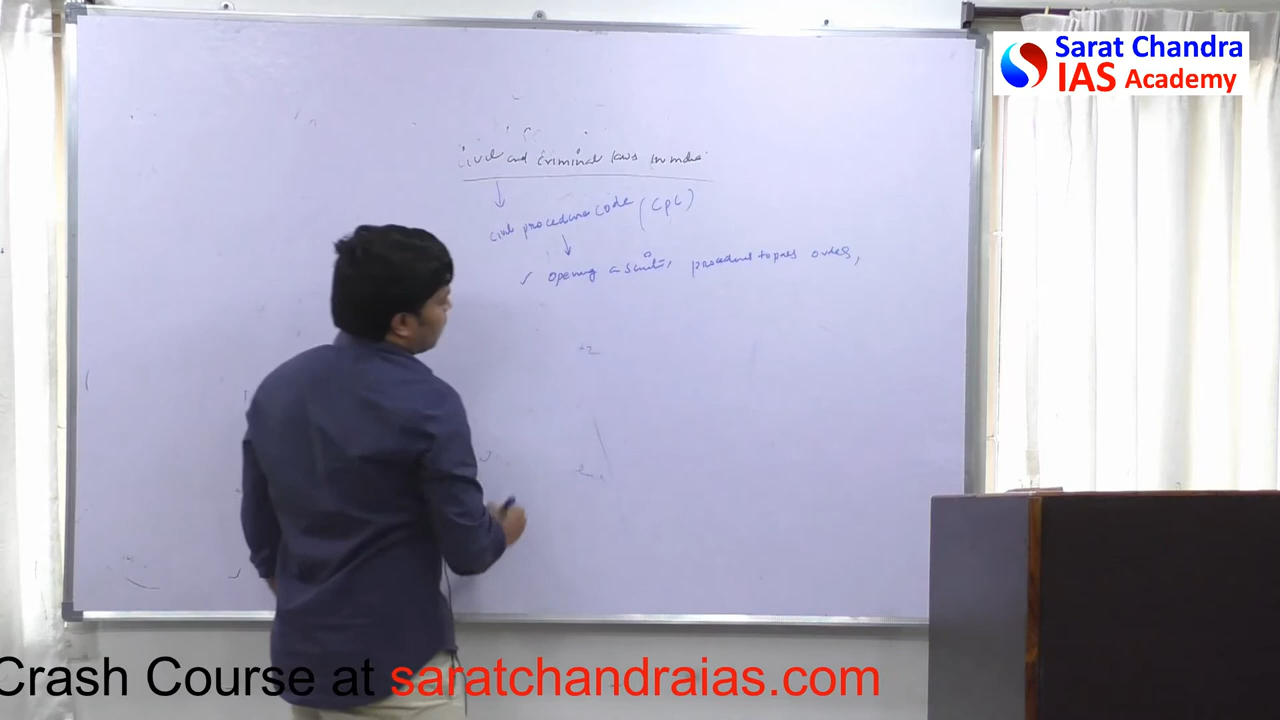 Sarat Chandra
IAS Academy
Civil and Criminal laws in India
civil procedure code (CPC)
✓ opening a suit, procedure to pass orders,
Crash Course at saratchandraias.com